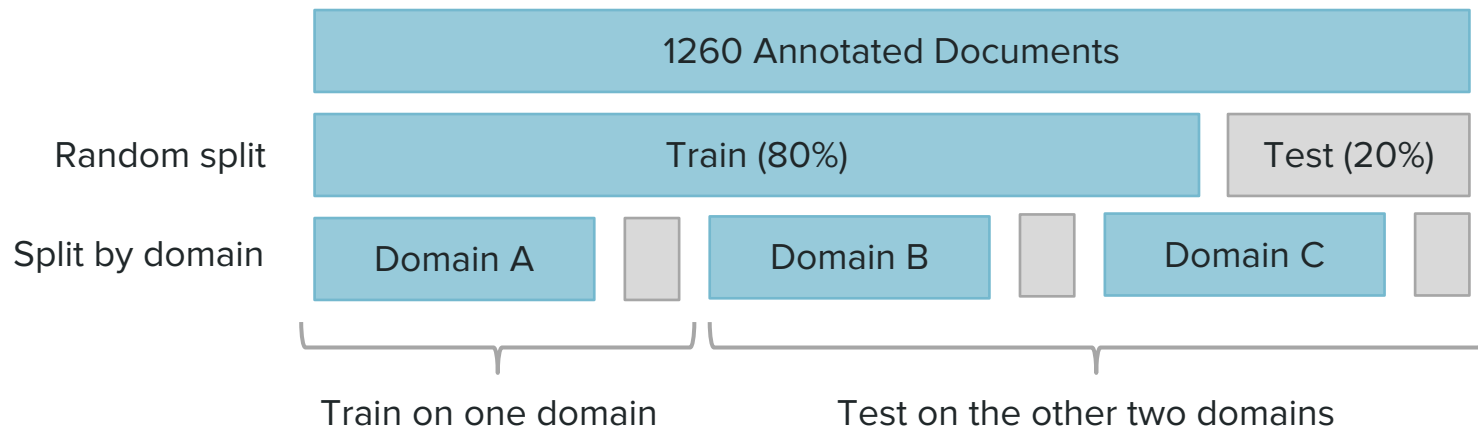 1260 Annotated Documents
Random split
Train (80%)
Test (20%)
Split by domain
Domain A
Domain B
Domain C
Train on one domain
Test on the other two domains